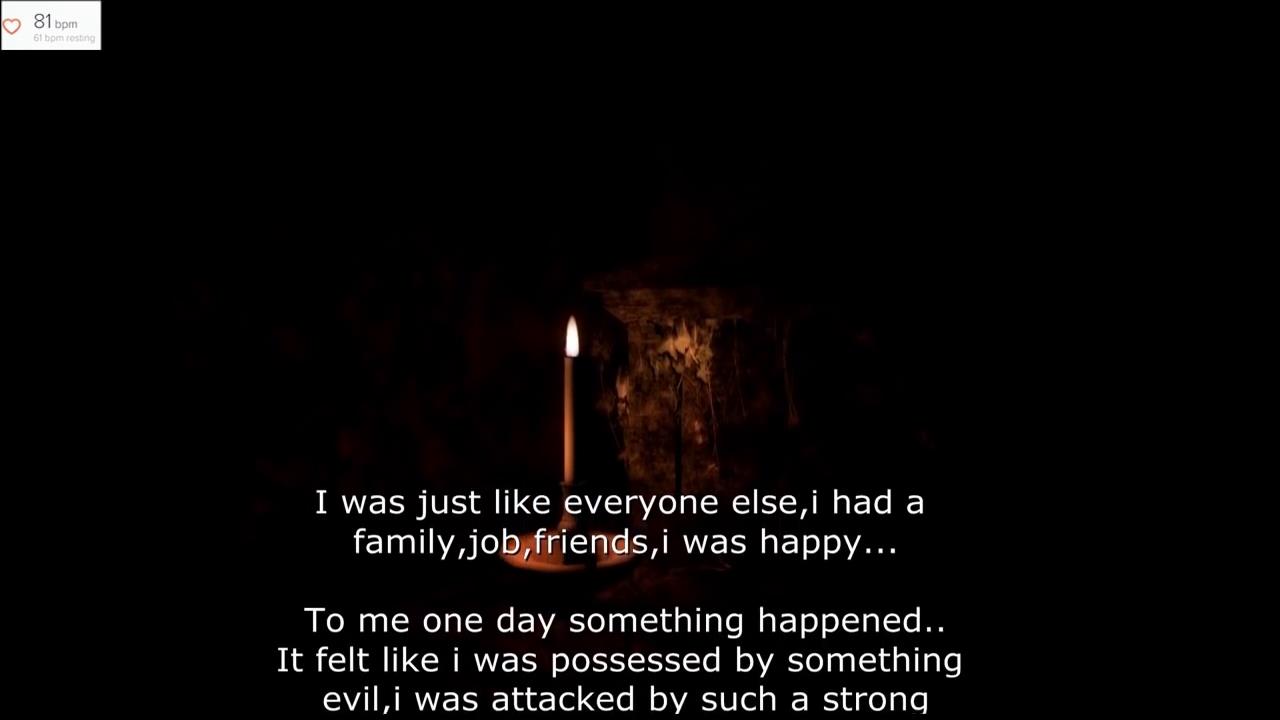 81 bpm
61 bpm resting
I was just like everyone else,i had a
family,job,friends,i was happy...
To me one day something happened..
It felt like i was possessed by something
evil,i was attacked by such a strong